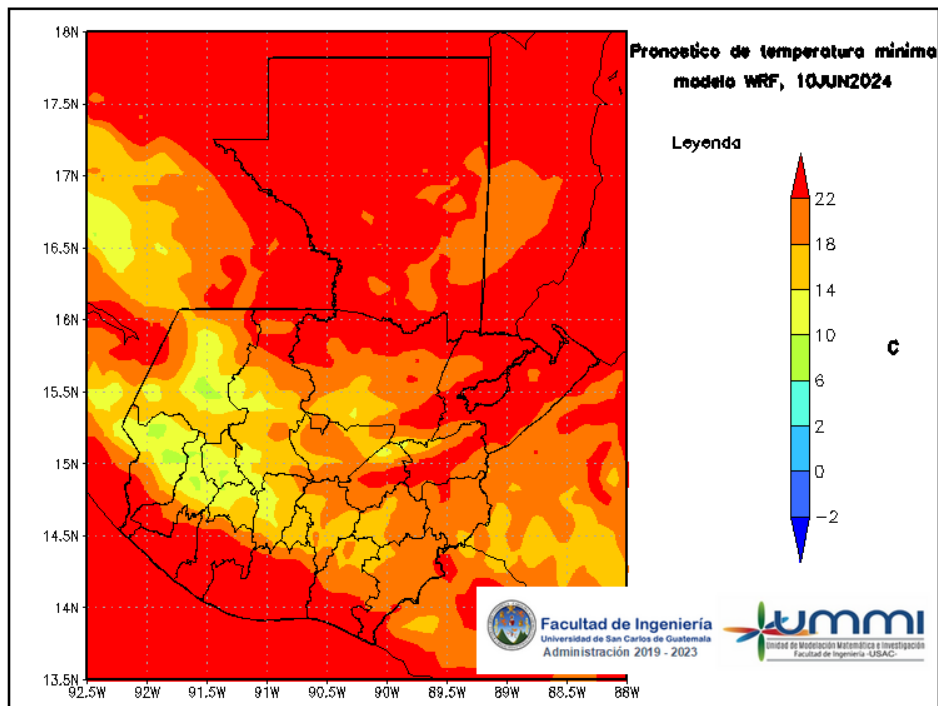 Pronostico de temperatura minima
modelo WRF, 10JUN2024
Leyenda
22
18
14
10
6
2
0
−2
C
18N
17.5N
17N
16.5N
16N
15.5N
15N
14.5N
14N
13.5N
92.5W 92W 91.5W 91W 90.5W 90W 89.5W 89W 88.5W 88W
Facultad de Ingeniería
Universidad de San Carlos de Guatemala
Administración 2019 - 2023
ummi
Unidad de Modelación Matemática e Investigación
Facultad de Ingeniería -USAC-